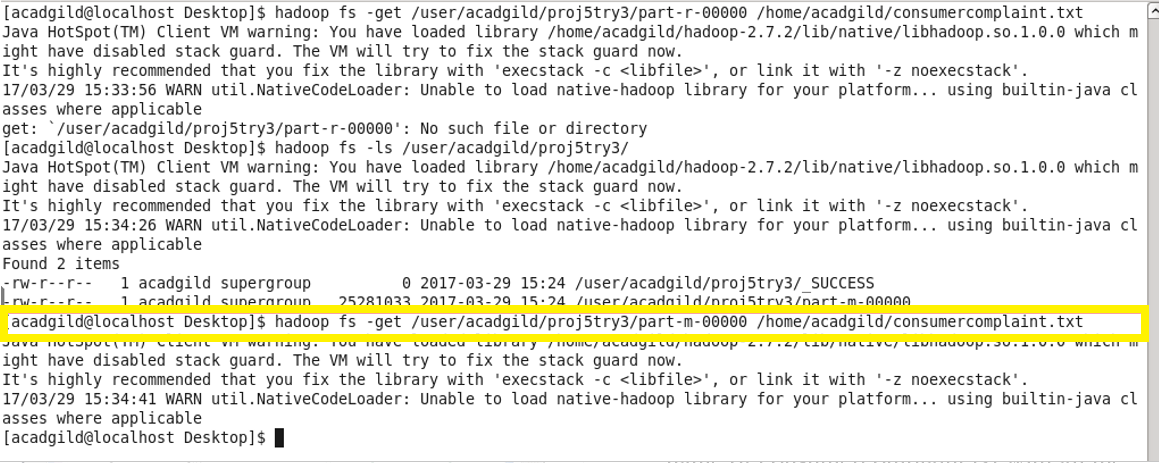 [acadgild@localhost Desktop]$ hadoop fs -get /user/acadgild/proj5try3/part-r-00000 /home/acadgild/consumercomplaint.txt
Java HotSpot(TM) Client VM warning: You have loaded library /home/acadgild/hadoop-2.7.2/lib/native/libhadoop.so.1.0.0 which m
ight have disabled stack guard. The VM will try to fix the stack guard now.
It's highly recommended that you fix the library with 'execstack -c <libfile>', or link it with '-z noexecstack'.
17/03/29 15:33:56 WARN util.NativeCodeLoader: Unable to load native-hadoop library for your platform... using builtin-java cl
asses where applicable
get: `/user/acadgild/proj5try3/part-r-00000': No such file or directory
[acadgild@localhost Desktop]$ hadoop fs -ls /user/acadgild/proj5try3/
Java HotSpot(TM) Client VM warning: You have loaded library /home/acadgild/hadoop-2.7.2/lib/native/libhadoop.so.1.0.0 which m
ight have disabled stack guard. The VM will try to fix the stack guard now.
It's highly recommended that you fix the library with 'execstack -c <libfile>', or link it with '-z noexecstack'.
17/03/29 15:34:26 WARN util.NativeCodeLoader: Unable to load native-hadoop library for your platform... using builtin-java cl
asses where applicable
Found 2 items
-rw-r--r--   1 acadgild supergroup          0 2017-03-29 15:24 /user/acadgild/proj5try3/_SUCCESS
-rw-r--r--   1 acadgild supergroup   25281033 2017-03-29 15:24 /user/acadgild/proj5try3/part-m-00000
[acadgild@localhost Desktop]$ hadoop fs -get /user/acadgild/proj5try3/part-m-00000 /home/acadgild/consumercomplaint.txt
Java HotSpot(TM) Client VM warning: You have loaded library /home/acadgild/hadoop-2.7.2/lib/native/libhadoop.so.1.0.0 which m
ight have disabled stack guard. The VM will try to fix the stack guard now.
It's highly recommended that you fix the library with 'execstack -c <libfile>', or link it with '-z noexecstack'.
17/03/29 15:34:41 WARN util.NativeCodeLoader: Unable to load native-hadoop library for your platform... using builtin-java cl
asses where applicable
[acadgild@localhost Desktop]$